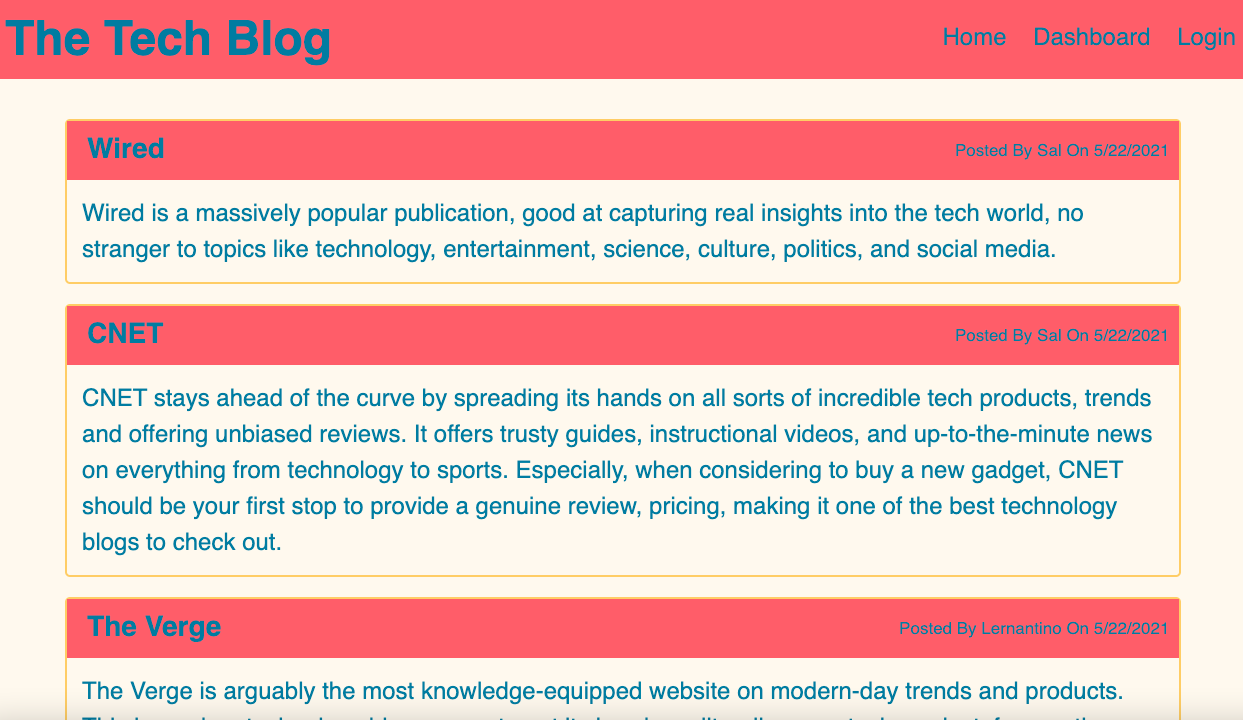 The Tech Blog
Home Dashboard Login
Wired
Posted By Sal On 5/22/2021
Wired is a massively popular publication, good at capturing real insights into the tech world, no
stranger to topics like technology, entertainment, science, culture, politics, and social media.
CNET
Posted By Sal On 5/22/2021
CNET stays ahead of the curve by spreading its hands on all sorts of incredible tech products, trends
and offering unbiased reviews. It offers trusty guides, instructional videos, and up-to-the-minute news
on everything from technology to sports. Especially, when considering to buy a new gadget, CNET
should be your first stop to provide a genuine review, pricing, making it one of the best technology
blogs to check out.
The Verge
Posted By Lernantino On 5/22/2021
The Verge is arguably the most knowledge-equipped website on modern-day trends and products.